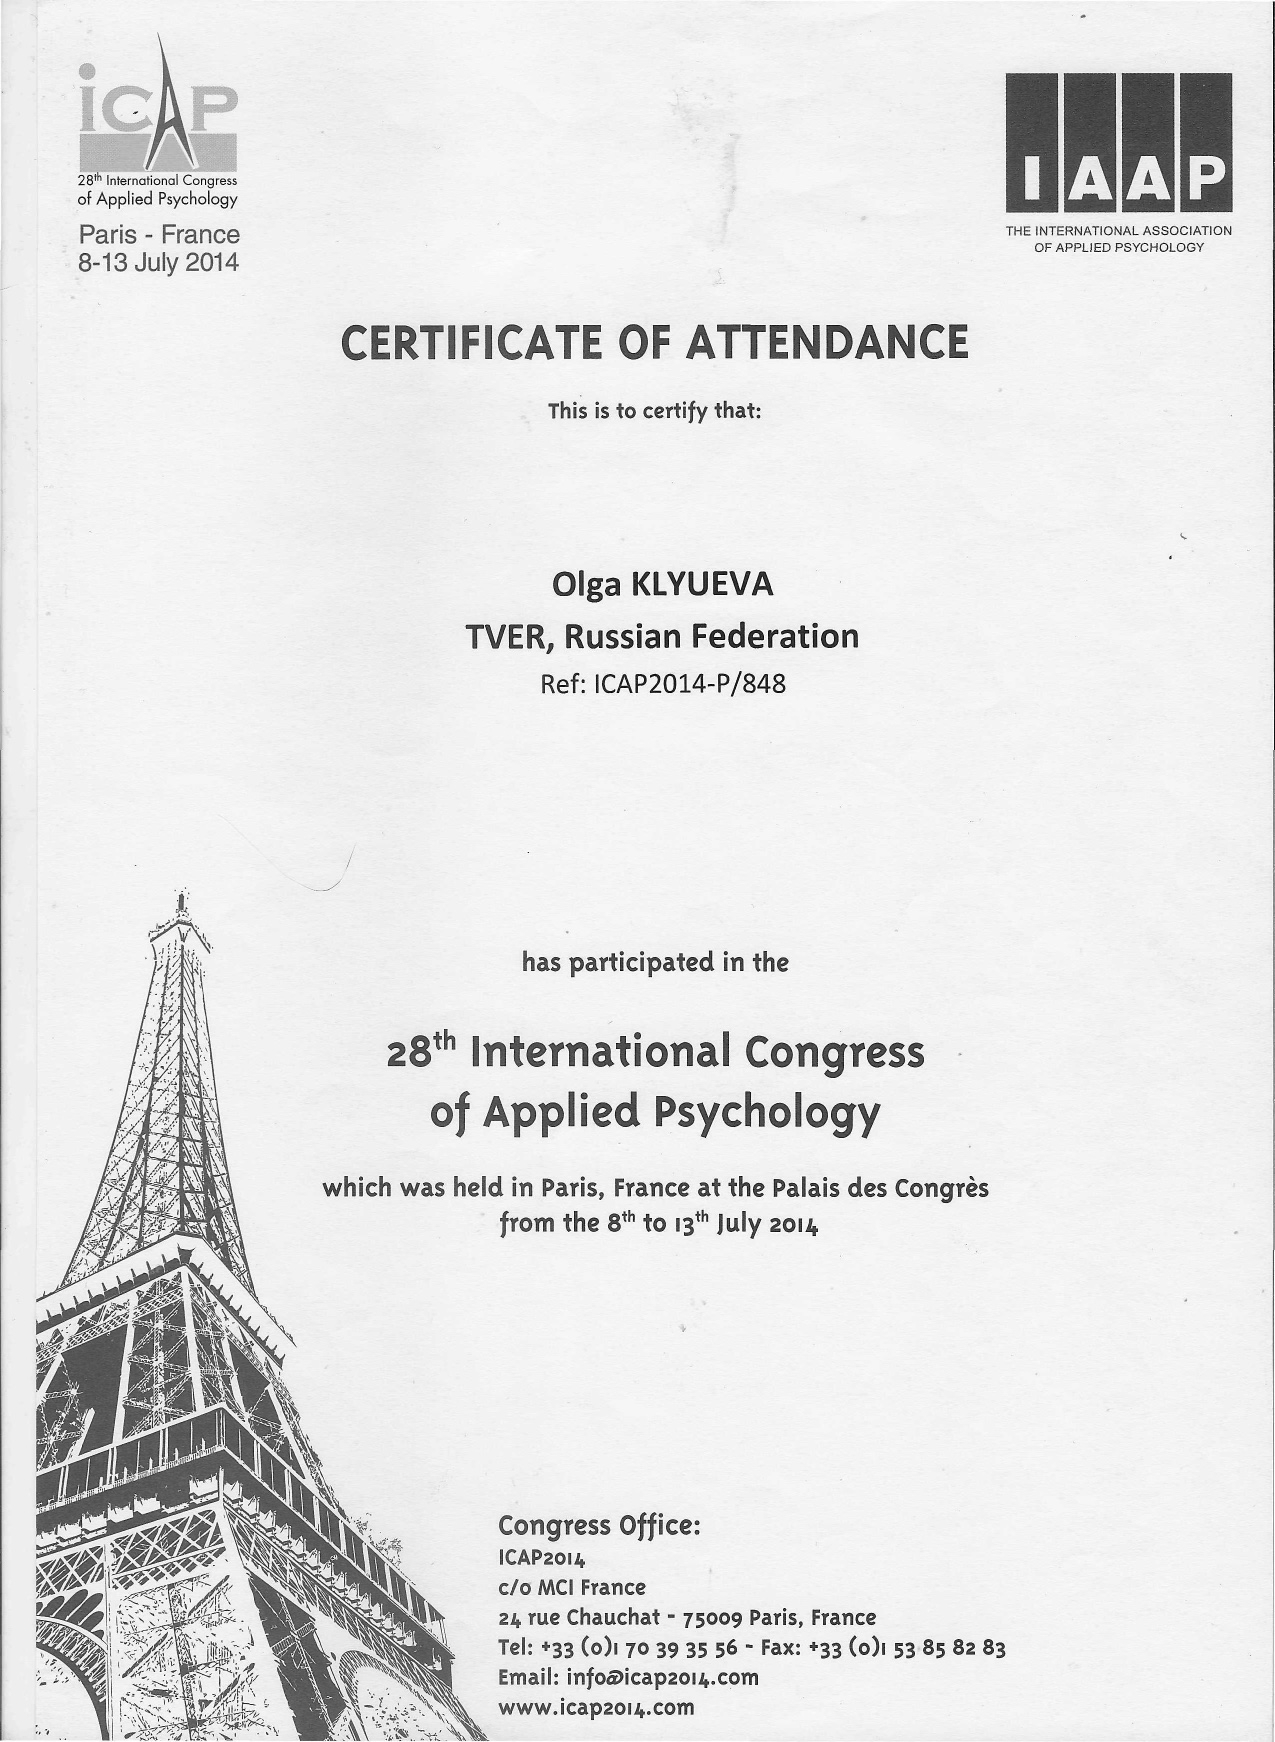 iCAP
28th International Congress
of Applied Psychology
Paris - France
8-13 July 2014
IAAP
THE INTERNATIONAL ASSOCIATION
OF APPLIED PSYCHOLOGY
CERTIFICATE OF ATTENDANCE
This is to certify that:
Olga KLYUEVA
TVER, Russian Federation
Ref: ICAP2014-P/848
has participated in the
28th International Congress
of Applied Psychology
which was held in Paris, France at the Palais des Congrès
from the 8th to 13th July 2014
Congress Office:
ICAP2014
c/o MCI France
24 rue Chauchat - 75009 Paris, France
Tel: +33 (0)1 70 39 35 56 - Fax: +33 (0)1 53 85 82 83
Email: info@icap2014.com
www.icap2014.com